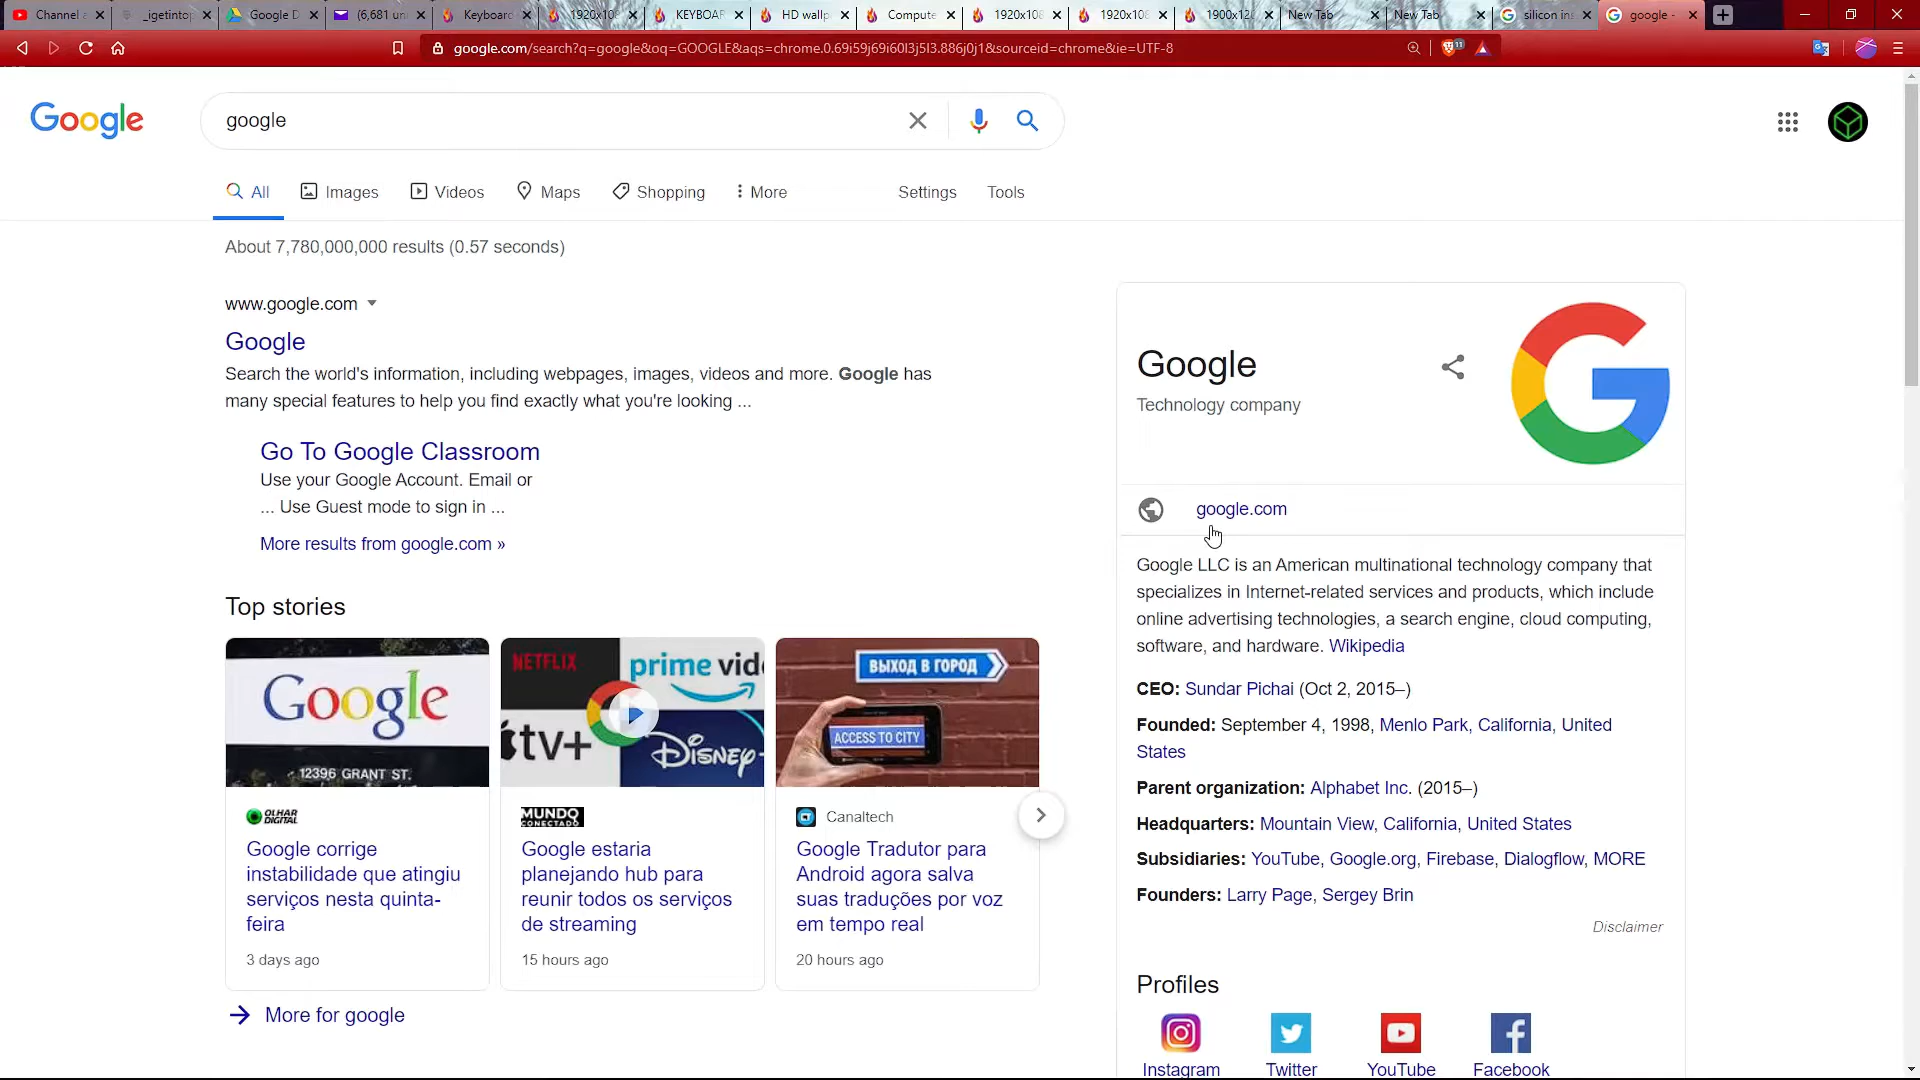 Channel
_igetinto
Google D
(6,681 un
Keyboard
1920x10
KEYBOAR
HD wallp
Compute
1920x108
1920x108
1900x12
New Tab
New Tab
silicon in
google -
google.com/search?q=google&oq=GOOGLE&aqs=chrome.0.69i59j69i60l3j5l3.886j0j1&sourceid=chrome&ie=UTF-8
11
Google
google
All
Images
Videos
Maps
Shopping
More
Settings
Tools
About 7,780,000,000 results (0.57 seconds)
www.google.com
Google
Search the world's information, including webpages, images, videos and more. Google has
many special features to help you find exactly what you're looking ...
Go To Google Classroom
Use your Google Account. Email or
... Use Guest mode to sign in ...
More results from google.com »
Top stories
Google
12396 GRANT ST.
OLHAR
DIGITAL
Google corrige
instabilidade que atingiu
serviços nesta quinta-
feira
3 days ago
NETFLIX
prime vid
tv+
Disney+
MUNDO
CONECTADO
Google estaria
planejando hub para
reunir todos os serviços
de streaming
15 hours ago
ВЫХОД В ГОРОД
ACCESS TO CITY
Canaltech
Google Tradutor para
Android agora salva
suas traduções por voz
em tempo real
20 hours ago
More for google
Google
Technology company
google.com
Google LLC is an American multinational technology company that
specializes in Internet-related services and products, which include
online advertising technologies, a search engine, cloud computing,
software, and hardware. Wikipedia
CEO: Sundar Pichai (Oct 2, 2015–)
Founded: September 4, 1998, Menlo Park, California, United
States
Parent organization: Alphabet Inc. (2015–)
Headquarters: Mountain View, California, United States
Subsidiaries: YouTube, Google.org, Firebase, Dialogflow, MORE
Founders: Larry Page, Sergey Brin
Disclaimer
Profiles
Instagram
Twitter
YouTube
Facebook